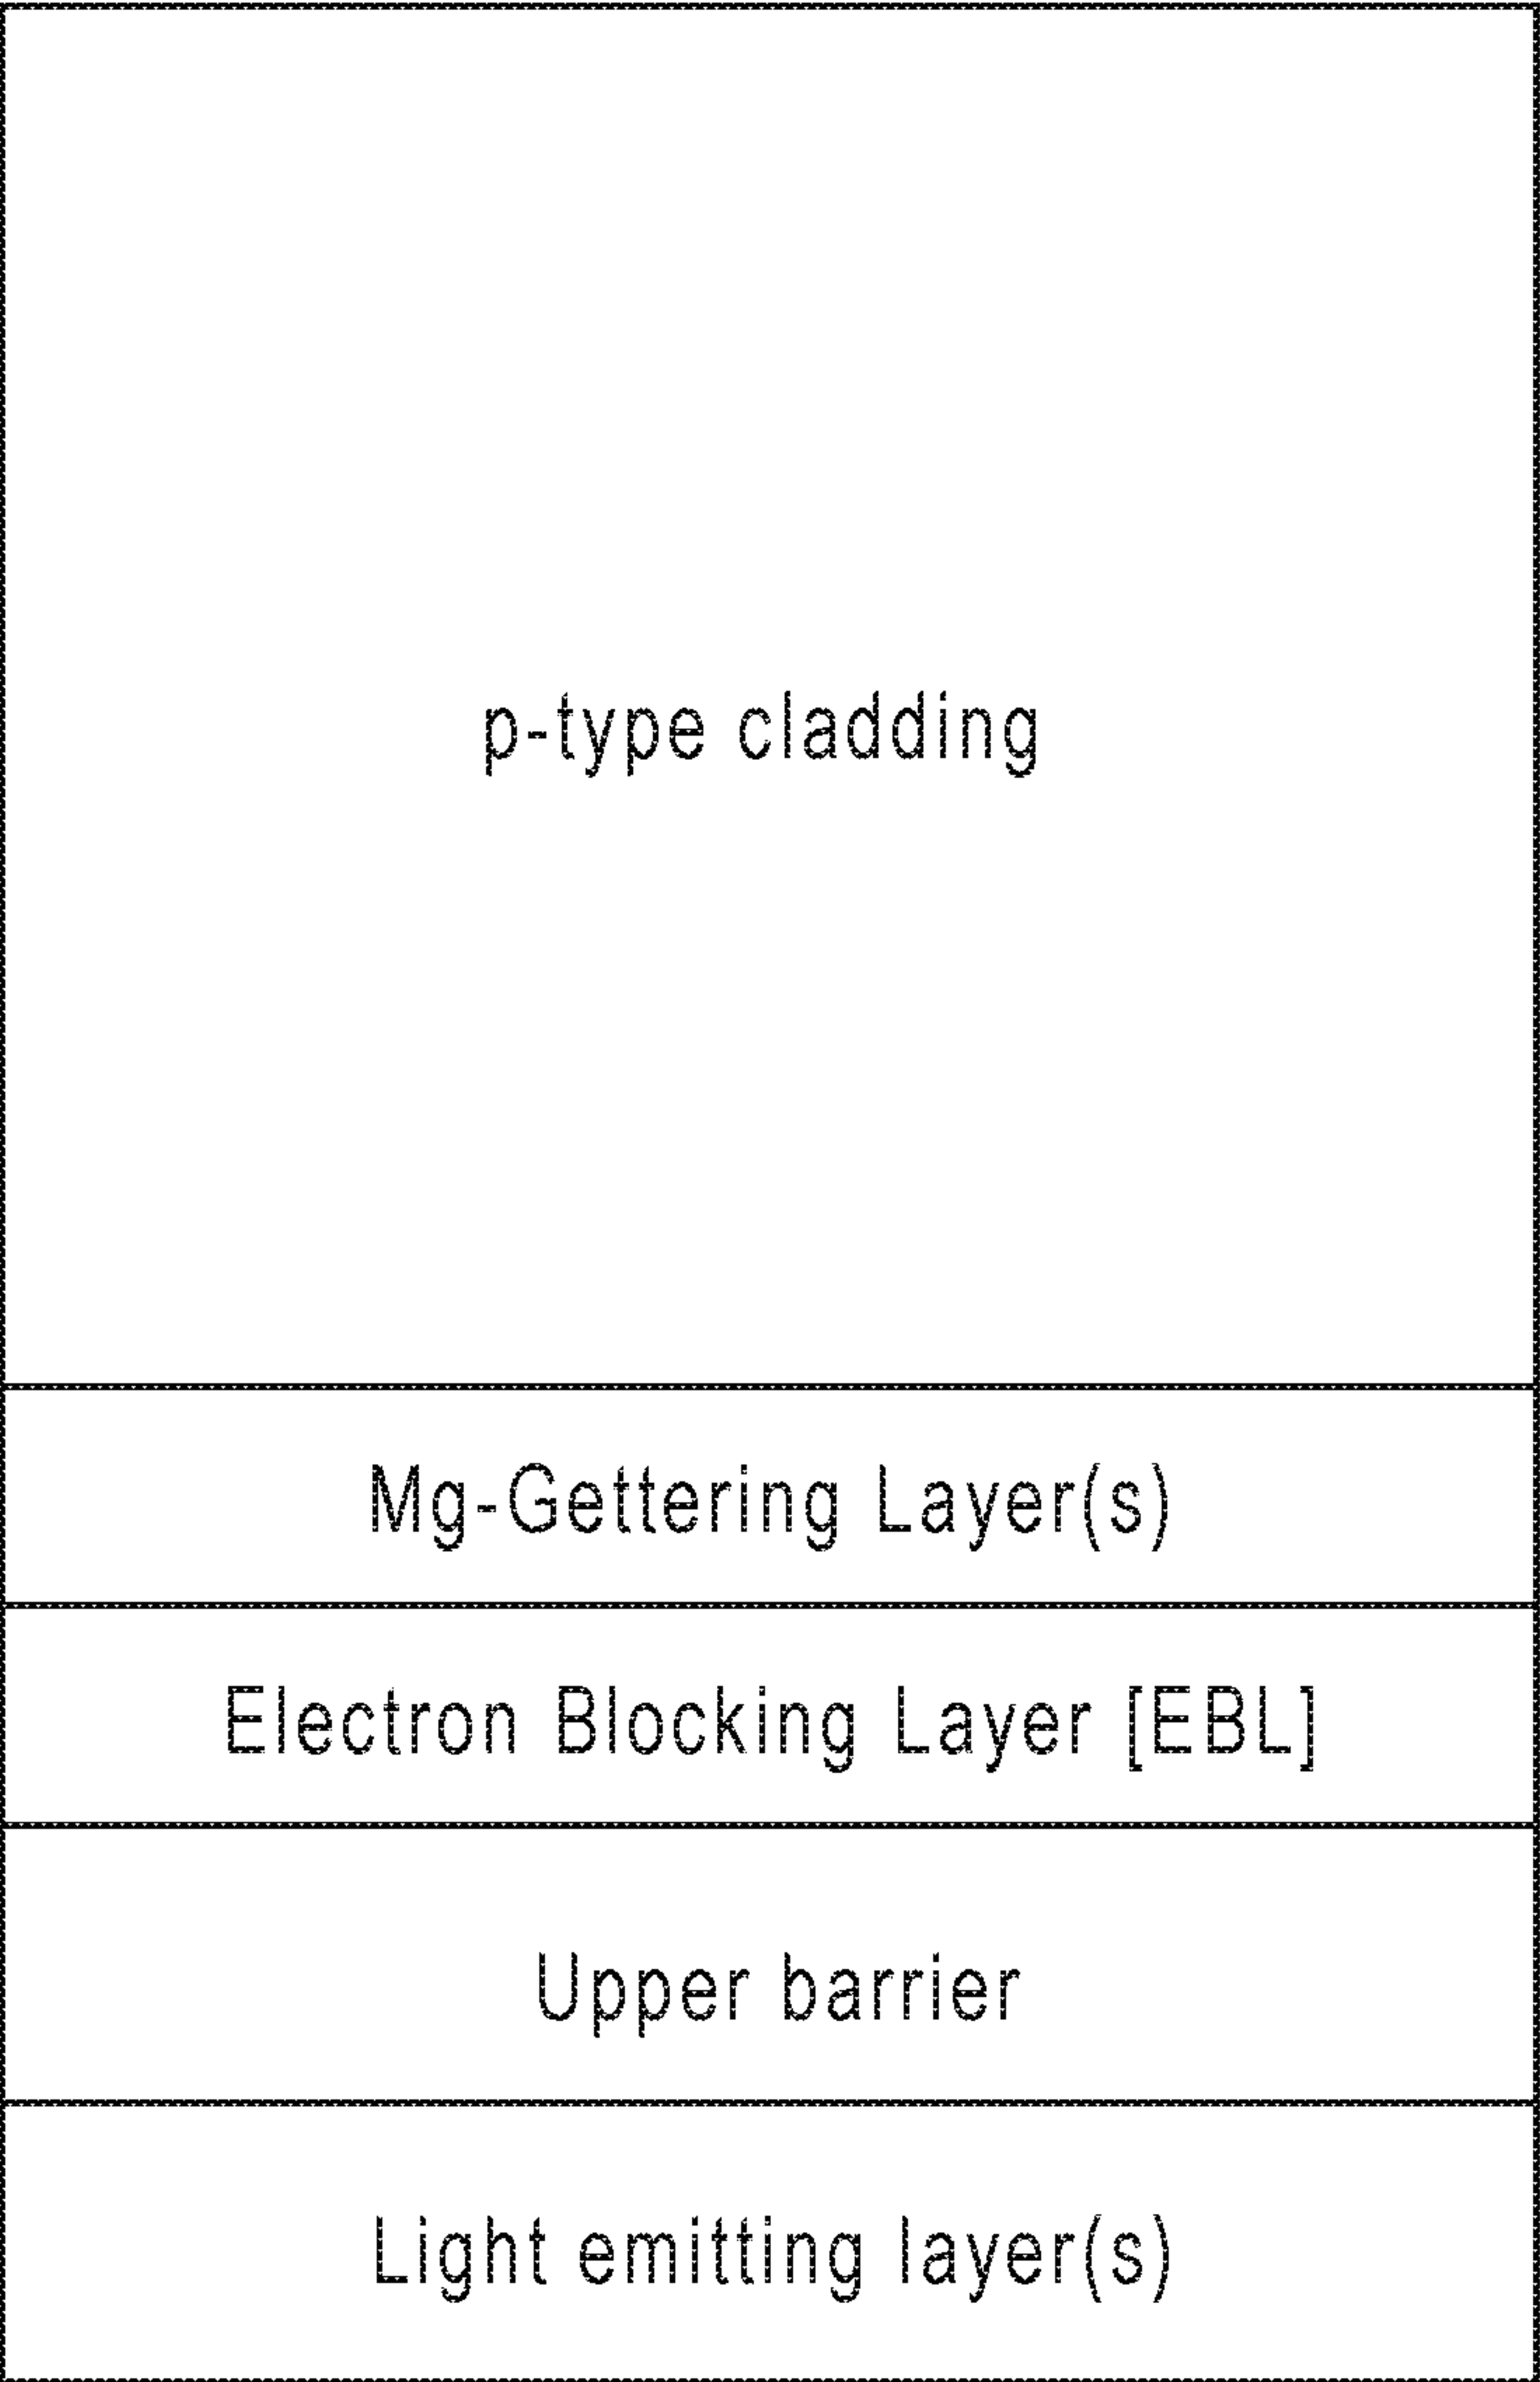 p-type cladding
Mg-Gettering Layer(s)
Electron Blocking Layer [EBL]
Upper barrier
Light emitting layer(s)